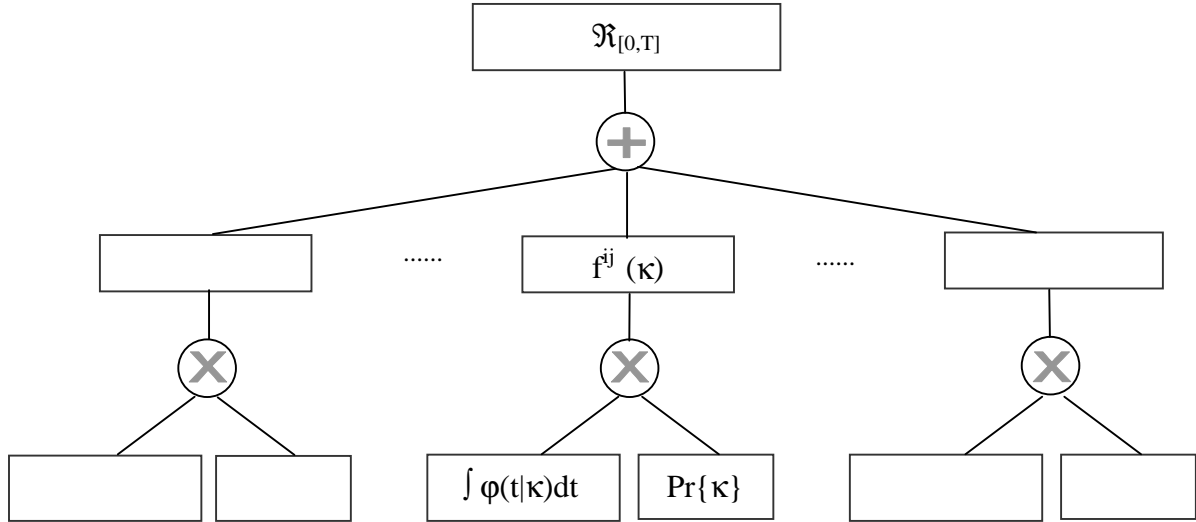 ℜ[0,T]
+
...... f^ij (κ) ......
× × ×
∫ φ(t|κ)dt Pr{κ}